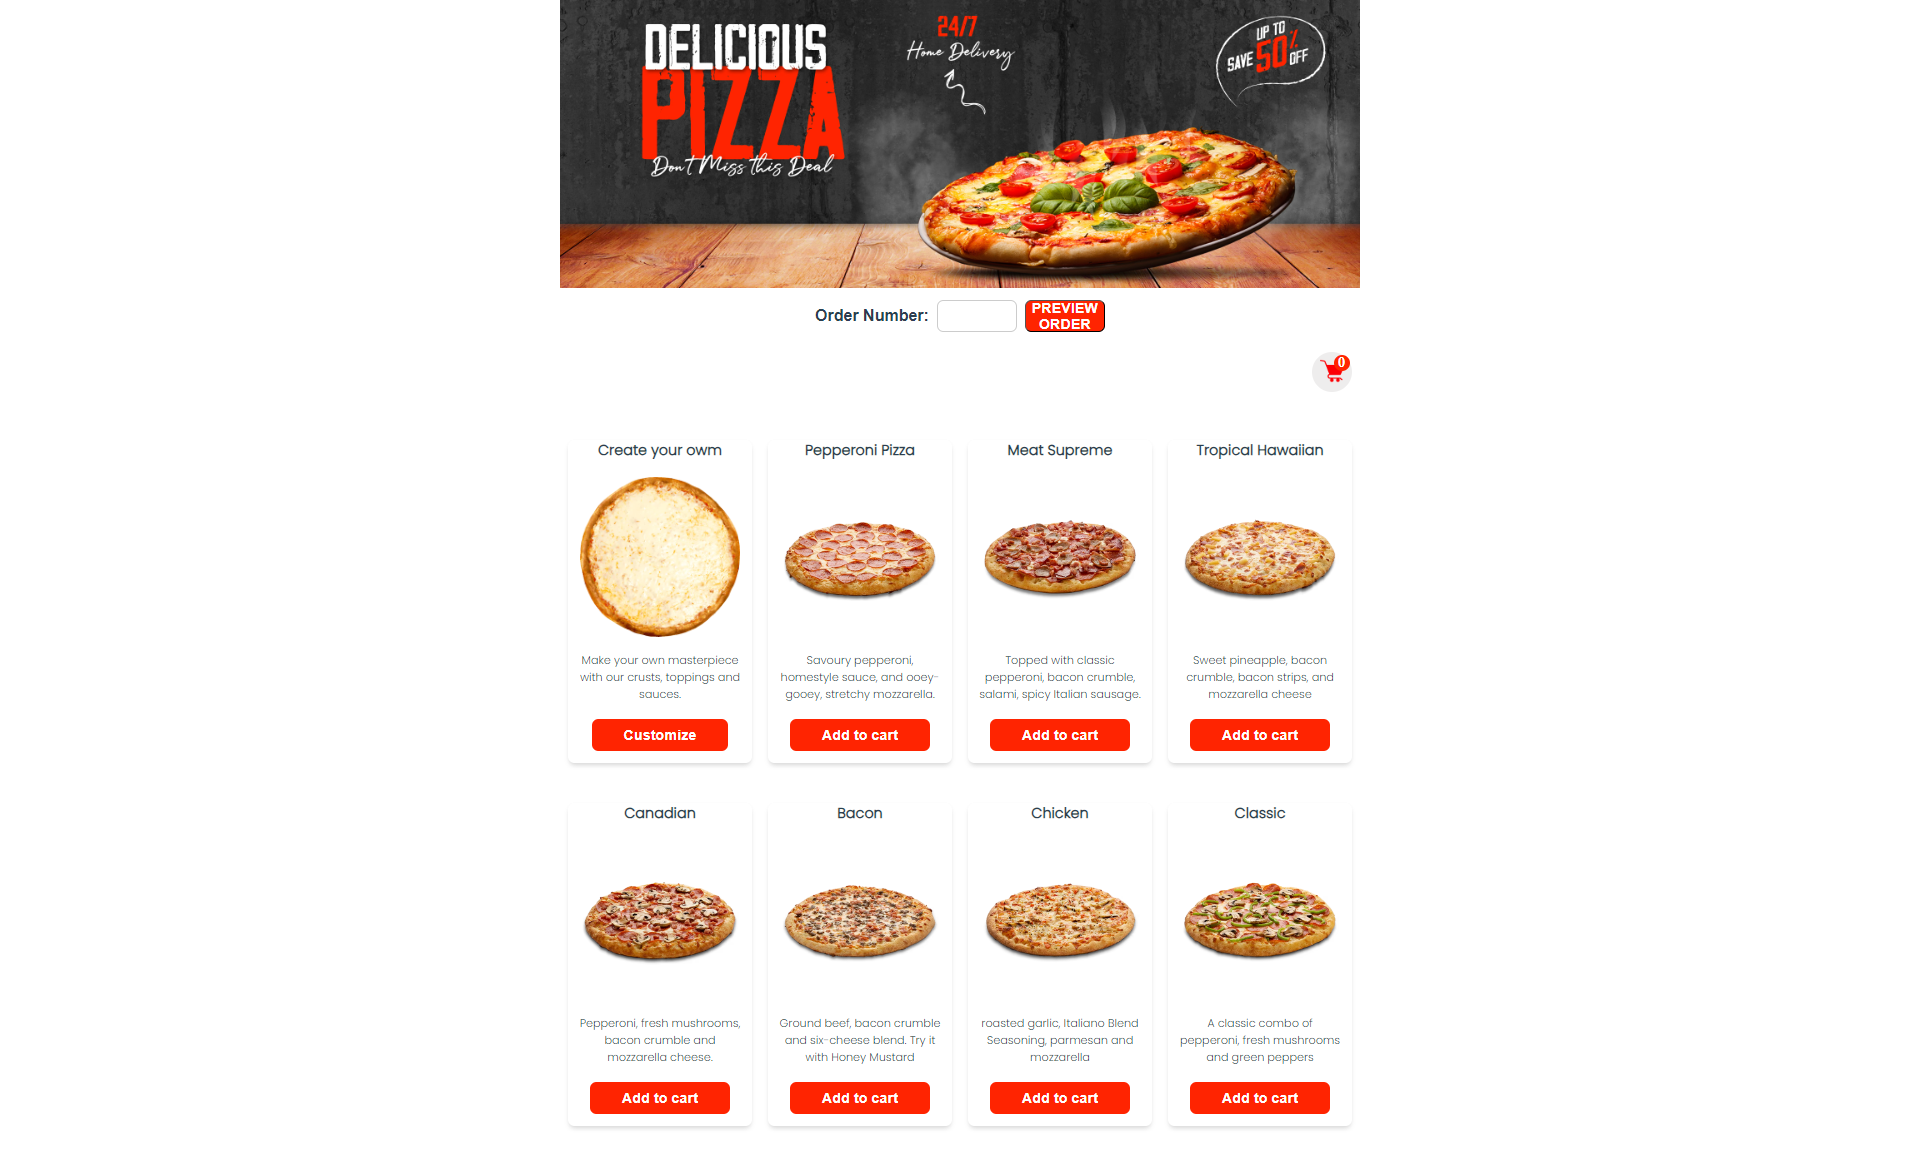 DELICIOUS
PIZZA
Don't Miss this Deal
24/7
Home Delivery
UP TO
SAVE 50% OFF
Order Number:
PREVIEW
ORDER
0
Create your owm
Make your own masterpiece
with our crusts, toppings and
sauces.
Customize
Pepperoni Pizza
Savoury pepperoni,
homestyle sauce, and ooey-
gooey, stretchy mozzarella.
Add to cart
Meat Supreme
Topped with classic
pepperoni, bacon crumble,
salami, spicy Italian sausage.
Add to cart
Tropical Hawaiian
Sweet pineapple, bacon
crumble, bacon strips, and
mozzarella cheese
Add to cart
Canadian
Pepperoni, fresh mushrooms,
bacon crumble and
mozzarella cheese.
Add to cart
Bacon
Ground beef, bacon crumble
and six-cheese blend. Try it
with Honey Mustard
Add to cart
Chicken
roasted garlic, Italiano Blend
Seasoning, parmesan and
mozzarella
Add to cart
Classic
A classic combo of
pepperoni, fresh mushrooms
and green peppers
Add to cart